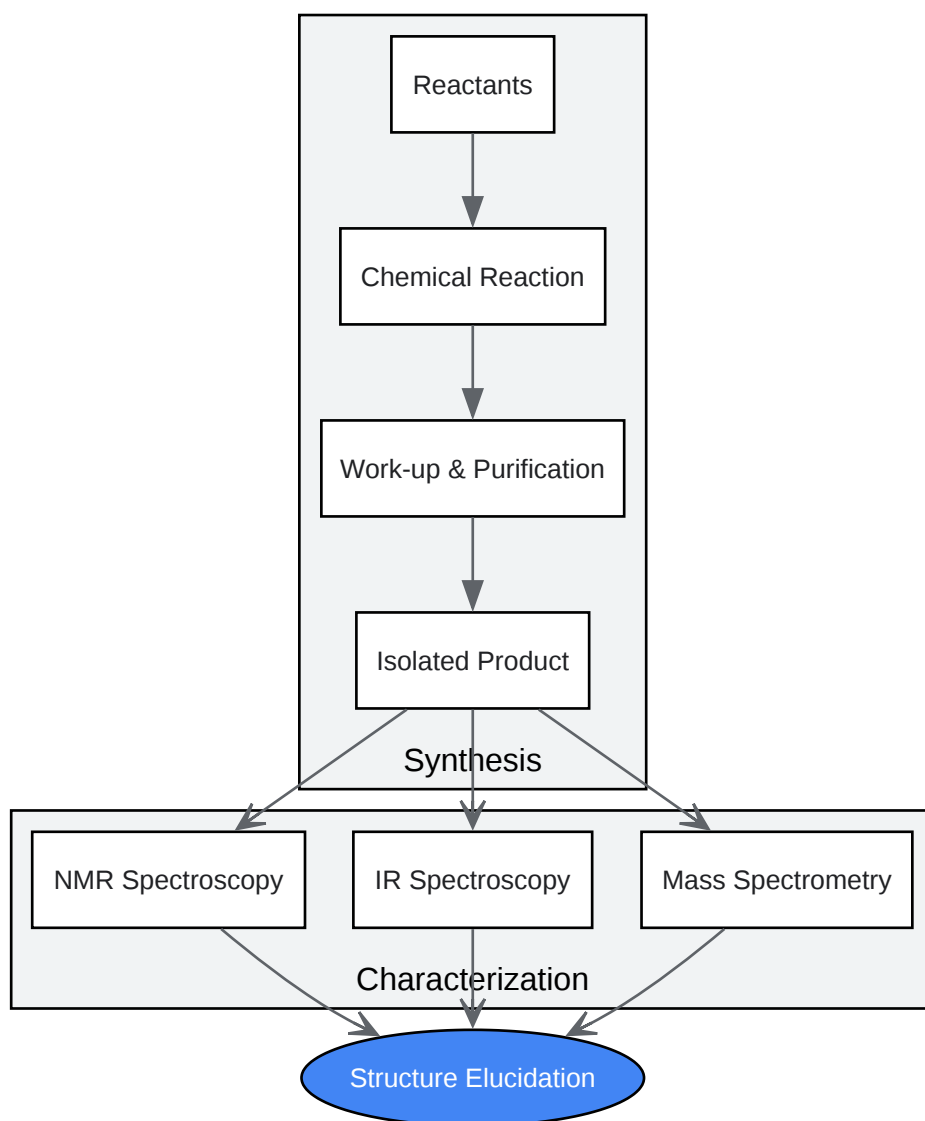 Reactants
Chemical Reaction
Work-up & Purification
Isolated Product
Synthesis
NMR Spectroscopy
IR Spectroscopy
Mass Spectrometry
Characterization
Structure Elucidation